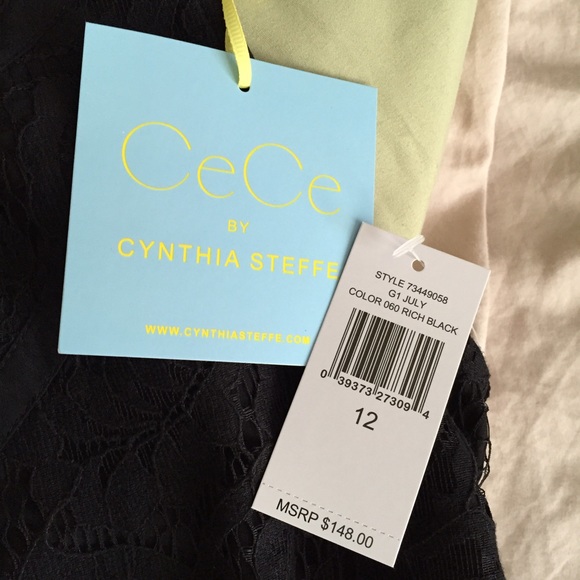 CeCe
BY
CYNTHIA STEFFE
WWW.CYNTHIASTEFFE.COM
STYLE 73449058
G1 JULY
COLOR 060 RICH BLACK
0 39373 27309 4
12
MSRP $148.00